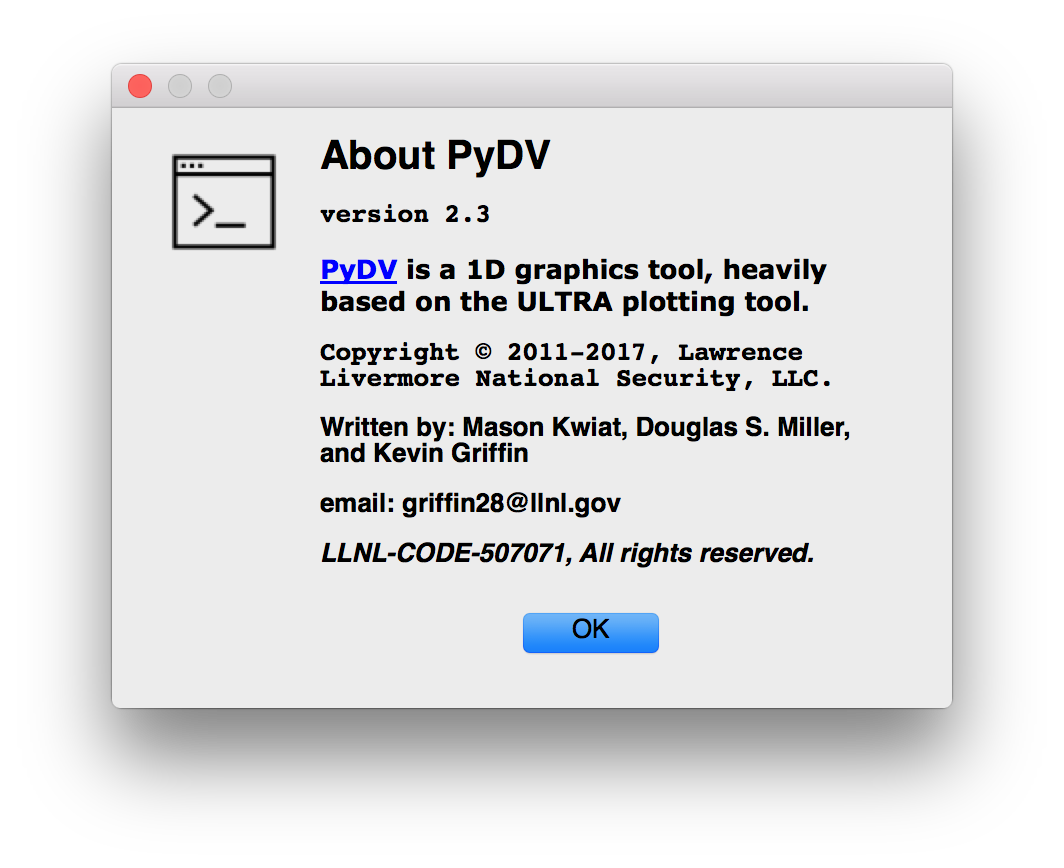 About PyDV
version 2.3
PyDV is a 1D graphics tool, heavily
based on the ULTRA plotting tool.
Copyright © 2011-2017, Lawrence
Livermore National Security, LLC.
Written by: Mason Kwiat, Douglas S. Miller,
and Kevin Griffin
email: griffin28@llnl.gov
LLNL-CODE-507071, All rights reserved.
OK